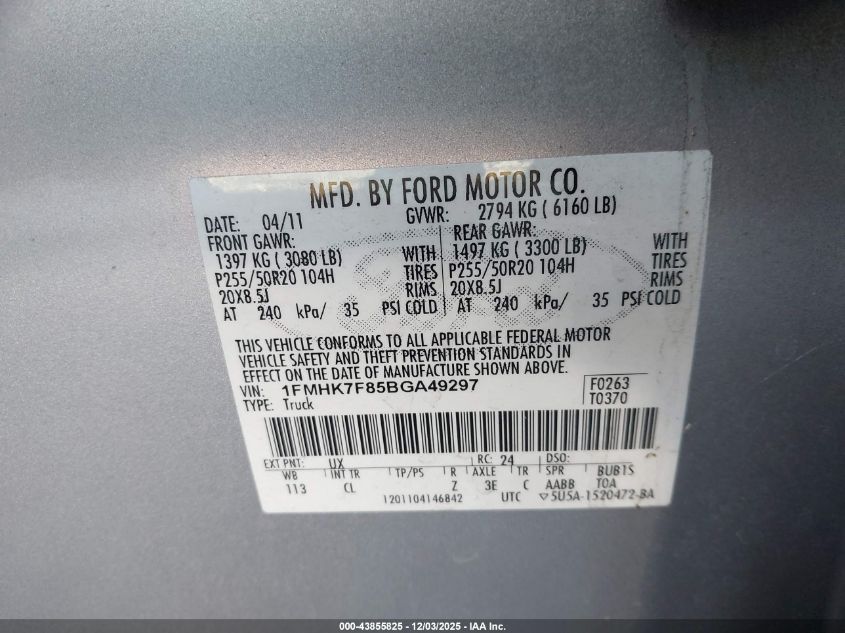 MFD. BY FORD MOTOR CO.
DATE: 04/11 GVWR: 2794 KG ( 6160 LB)
FRONT GAWR: REAR GAWR:
1397 KG ( 3080 LB) WITH 1497 KG ( 3300 LB) WITH
P255/50R20 104H TIRES P255/50R20 104H TIRES
20X8.5J RIMS 20X8.5J RIMS
AT 240 kPa/ 35 PSI COLD AT 240 kPa/ 35 PSI COLD
THIS VEHICLE CONFORMS TO ALL APPLICABLE FEDERAL MOTOR
VEHICLE SAFETY AND THEFT PREVENTION STANDARDS IN
EFFECT ON THE DATE OF MANUFACTURE SHOWN ABOVE.
VIN: 1FMHK7F85BGA49297 F0263
TYPE: Truck T0370
EXT PNT: UX RC: 24 DSO:
WB INT TR TP/PS R AXLE TR SPR BUB1S
113 CL Z 3E C AABB TOA
1201104146842 UTC ▽5U5A-1520472-BA
000-43855825 - 12/03/2025 - IAA Inc.